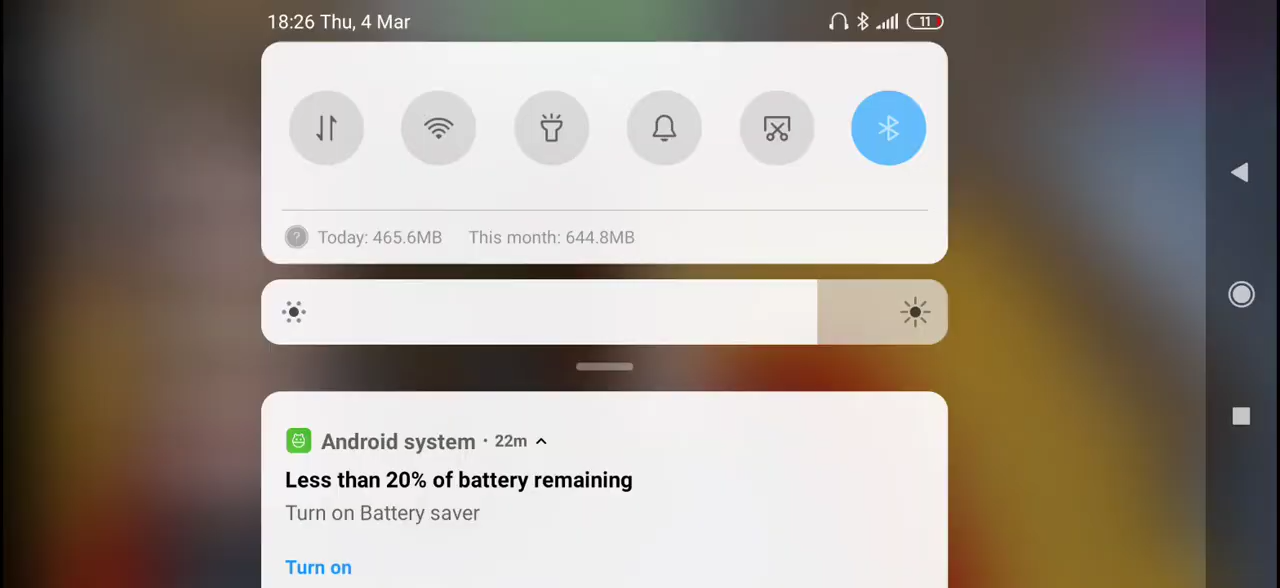 18:26 Thu, 4 Mar
11
Today: 465.6MB This month: 644.8MB
Android system · 22m
Less than 20% of battery remaining
Turn on Battery saver
Turn on